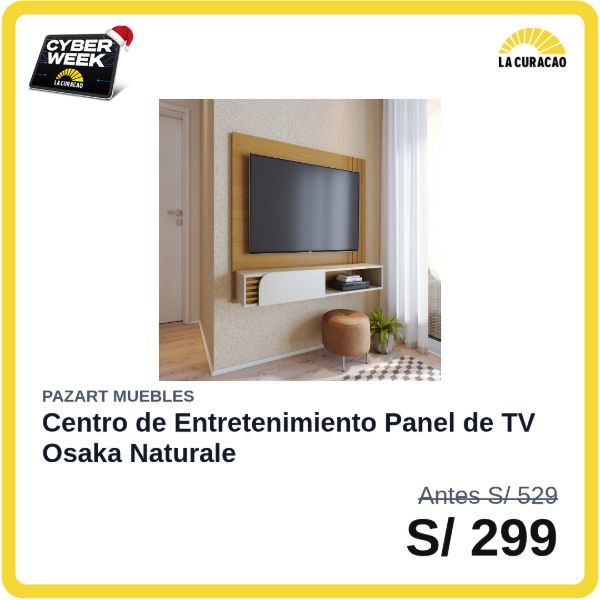 CYBER
WEEK
LA CURACAO
LA CURACAO
PAZART MUEBLES
Centro de Entretenimiento Panel de TV
Osaka Naturale
Antes S/ 529
S/ 299